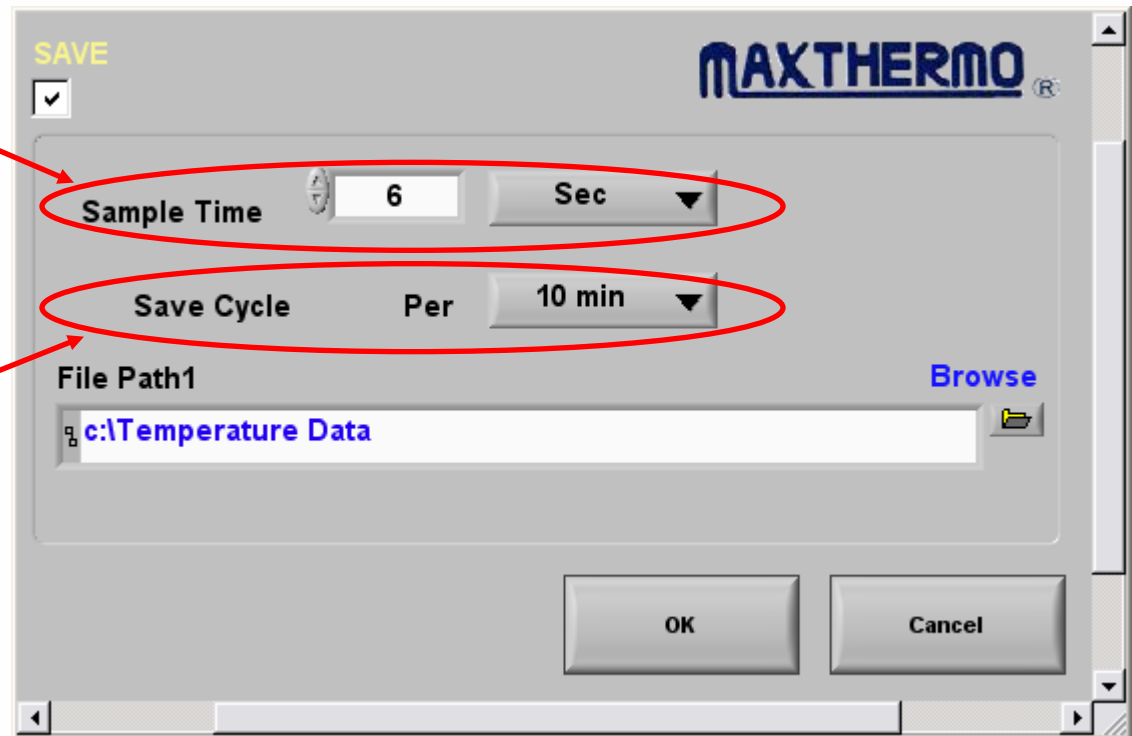 SAVE
MAXTHERMO ®
Sample Time 6 Sec
Save Cycle Per 10 min
File Path1 Browse
c:\Temperature Data
OK Cancel